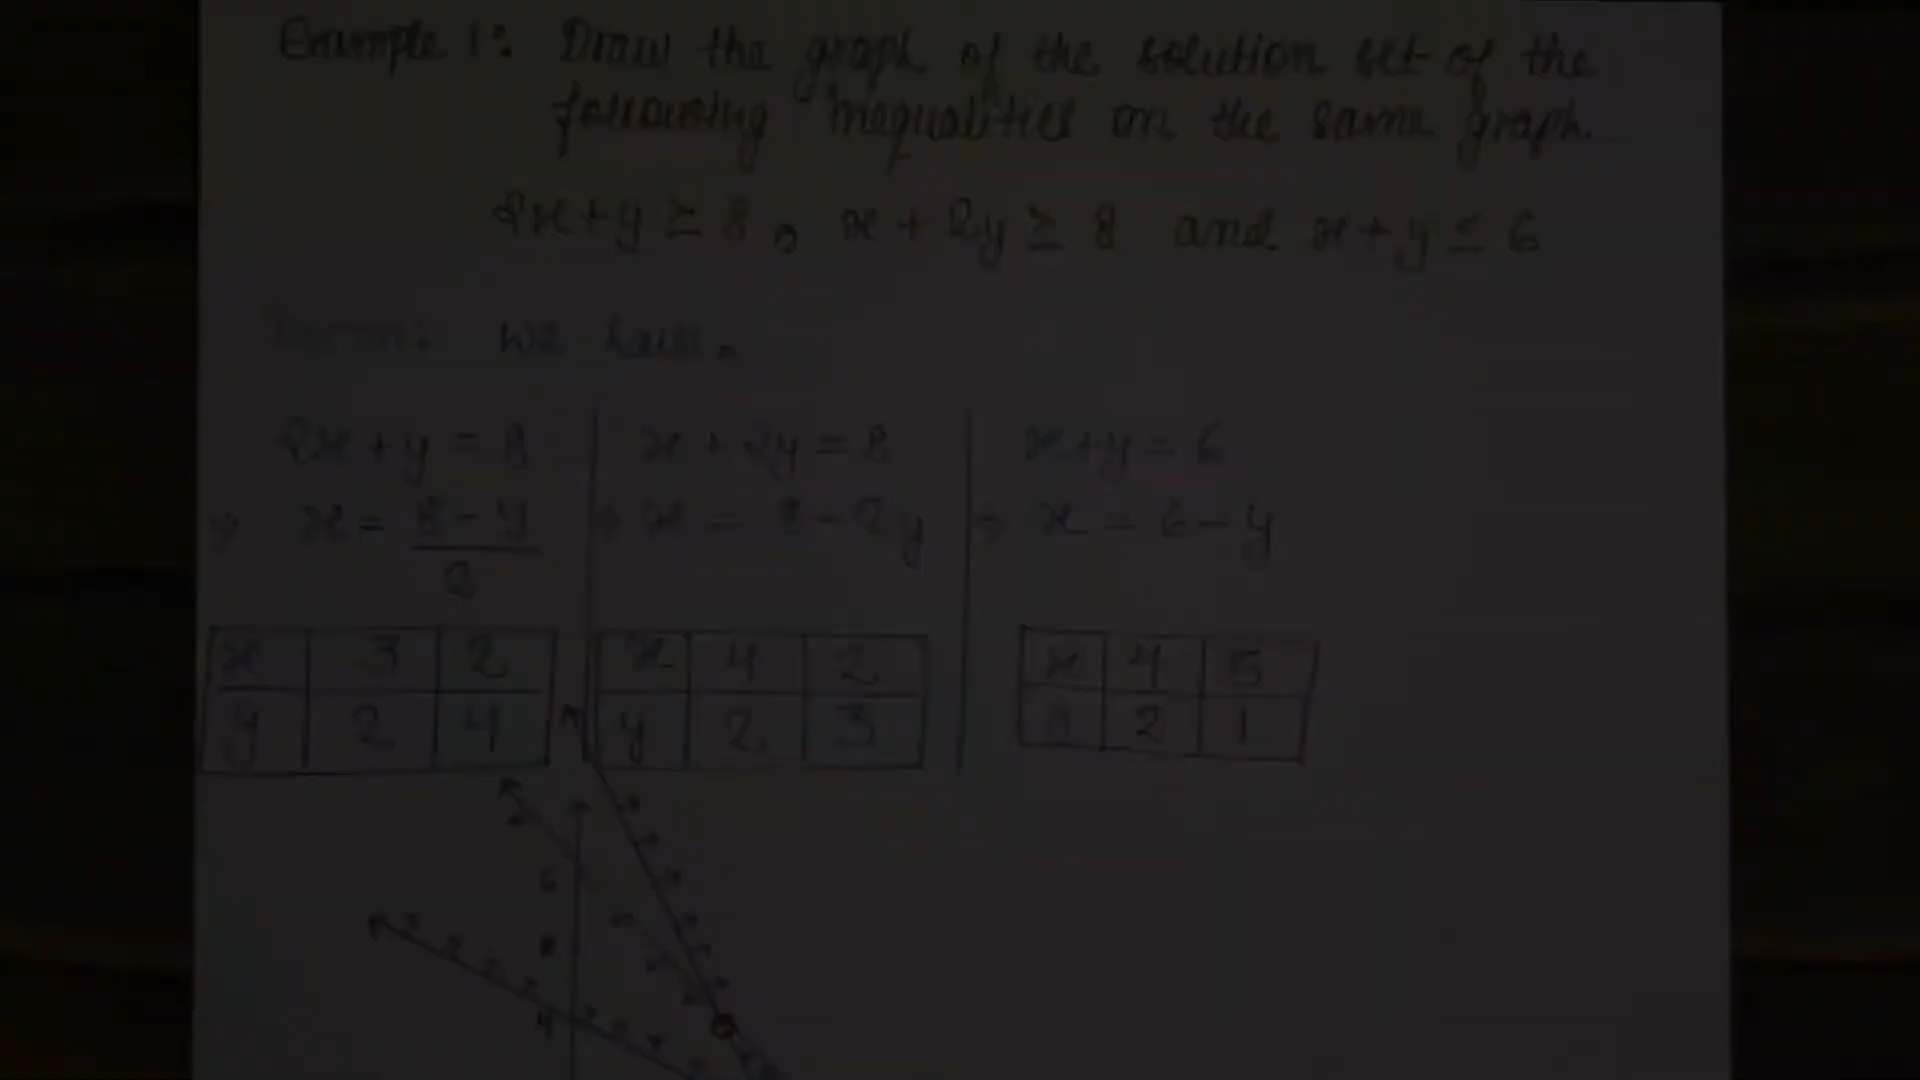 Example 1: Draw the graph of the solution set of the
following inequalities on the same graph.
2x+y ≥ 8, x + 2y ≥ 8 and x+y ≤ 6
We have,
2x+y = 8
x = 8-y
2
x 3 2
y 2 4
x + 2y = 8
⇒ x = 8-2y
x 4 2
y 2 3
x+y = 6
⇒ x = 6-y
x 4 5
2 1
6
4